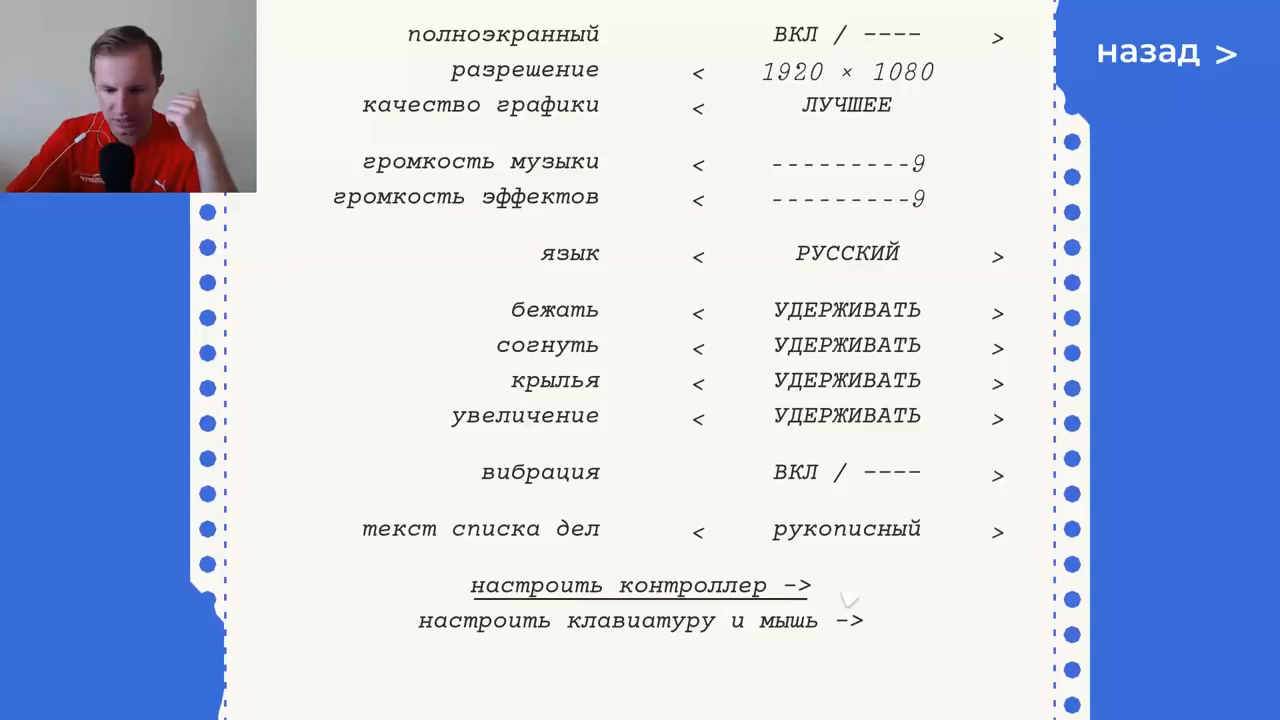 полноэкранный ВКЛ / ---- >
назад >
разрешение < 1920 × 1080
качество графики < ЛУЧШЕЕ
громкость музыки < ---------9
громкость эффектов < ---------9
язык < РУССКИЙ >
бежать < УДЕРЖИВАТЬ >
согнуть < УДЕРЖИВАТЬ >
крылья < УДЕРЖИВАТЬ >
увеличение < УДЕРЖИВАТЬ >
вибрация ВКЛ / ---- >
текст списка дел < рукописный >
настроить контроллер ->
настроить клавиатуру и мышь ->